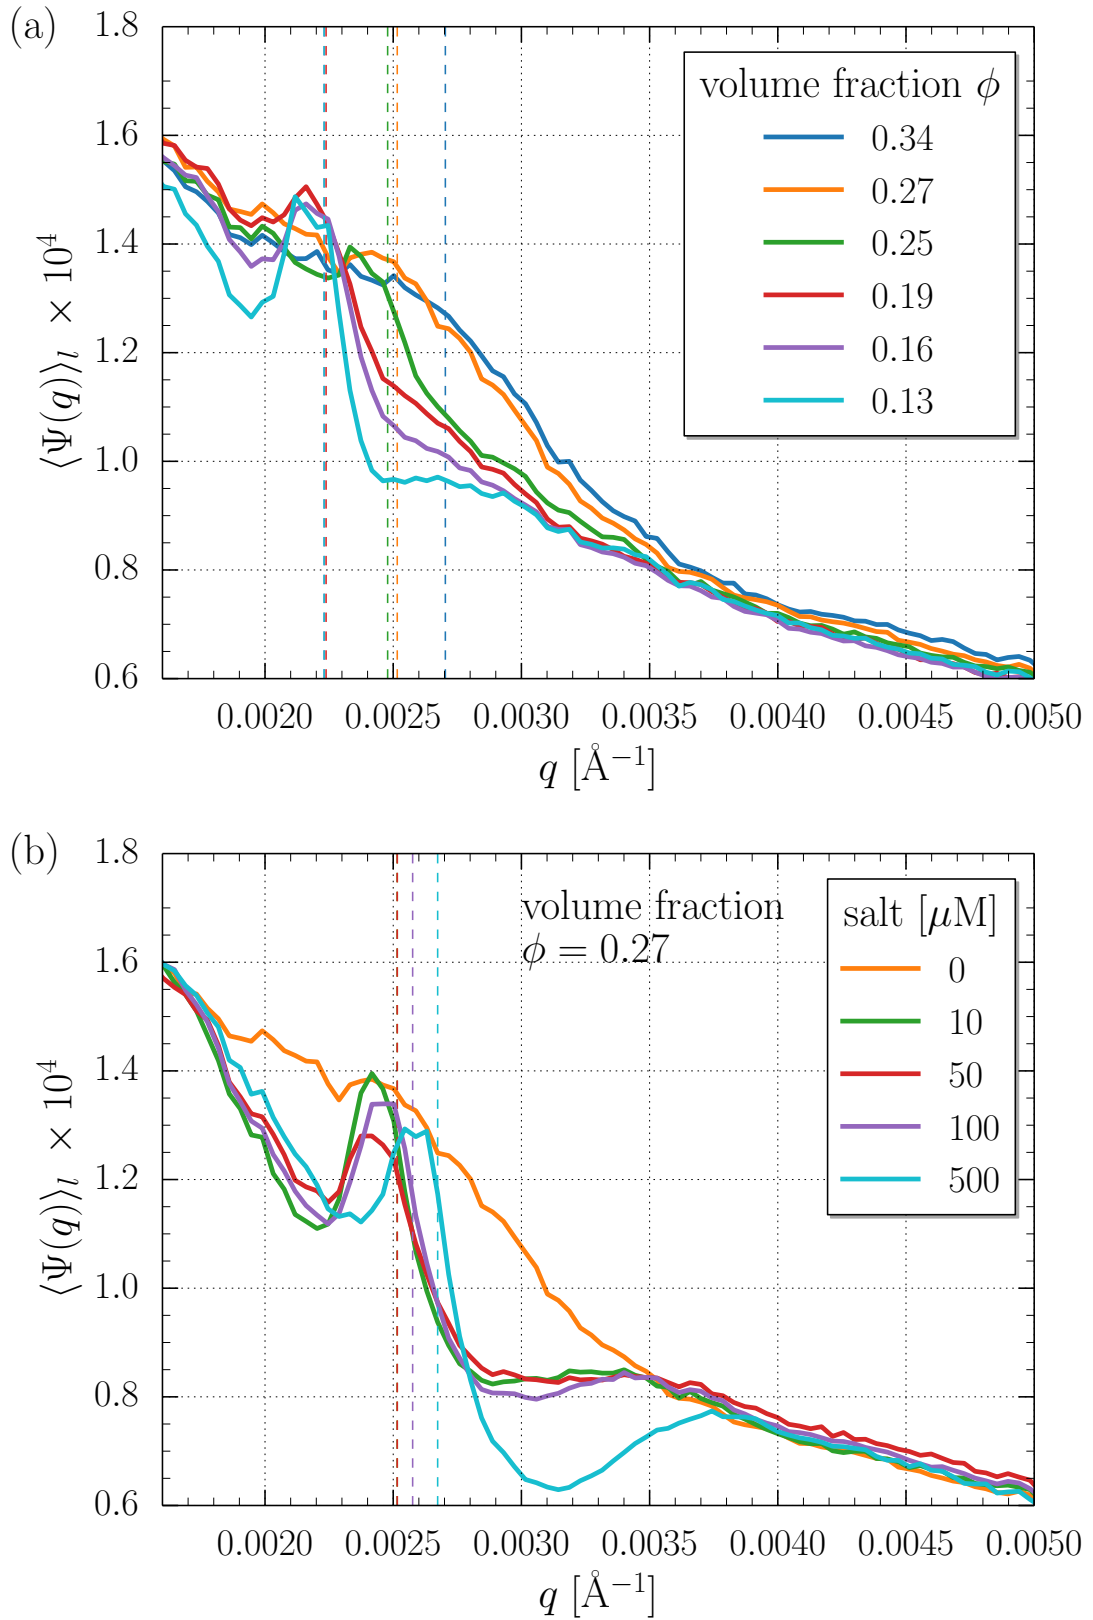 (a)
1.8
1.6
1.4
1.2
1.0
0.8
0.6
⟨Ψ(q)⟩_l × 10^4
volume fraction ϕ
0.34
0.27
0.25
0.19
0.16
0.13
0.0020 0.0025 0.0030 0.0035 0.0040 0.0045 0.0050
q [Å^−1]
(b)
1.8
1.6
1.4
1.2
1.0
0.8
0.6
⟨Ψ(q)⟩_l × 10^4
volume fraction
ϕ = 0.27
salt [μM]
0
10
50
100
500
0.0020 0.0025 0.0030 0.0035 0.0040 0.0045 0.0050
q [Å^−1]